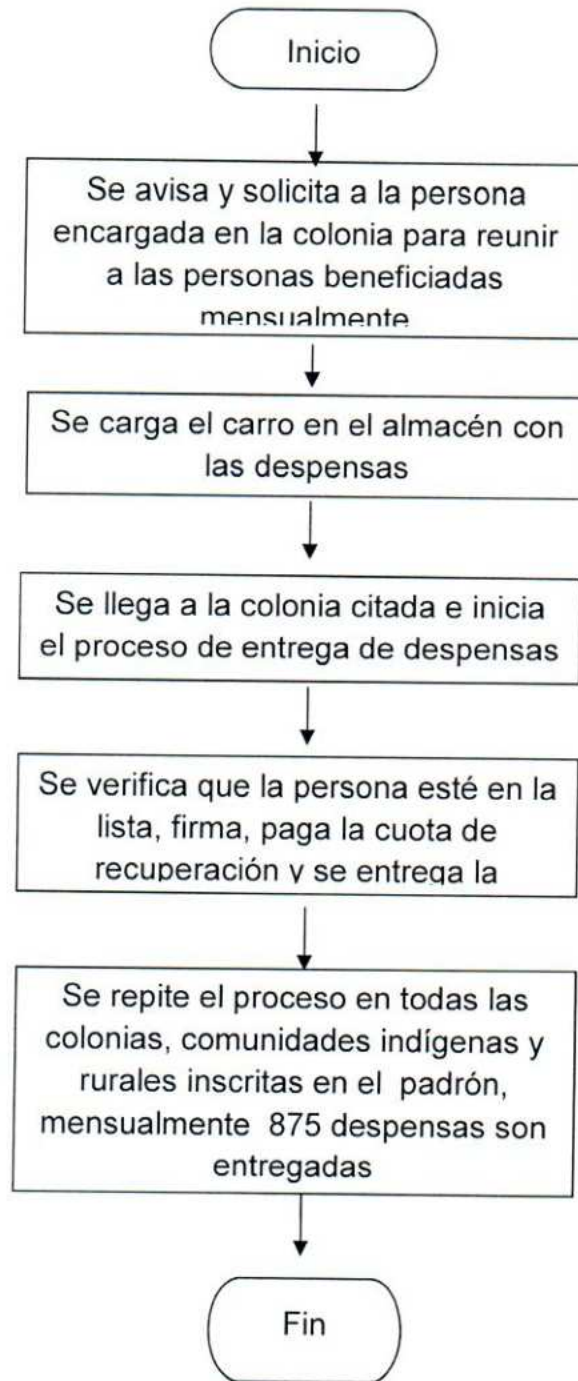 Inicio
Se avisa y solicita a la persona
encargada en la colonia para reunir
a las personas beneficiadas
mensualmente
Se carga el carro en el almacén con
las despensas
Se llega a la colonia citada e inicia
el proceso de entrega de despensas
Se verifica que la persona esté en la
lista, firma, paga la cuota de
recuperación y se entrega la
Se repite el proceso en todas las
colonias, comunidades indígenas y
rurales inscritas en el padrón,
mensualmente 875 despensas son
entregadas
Fin